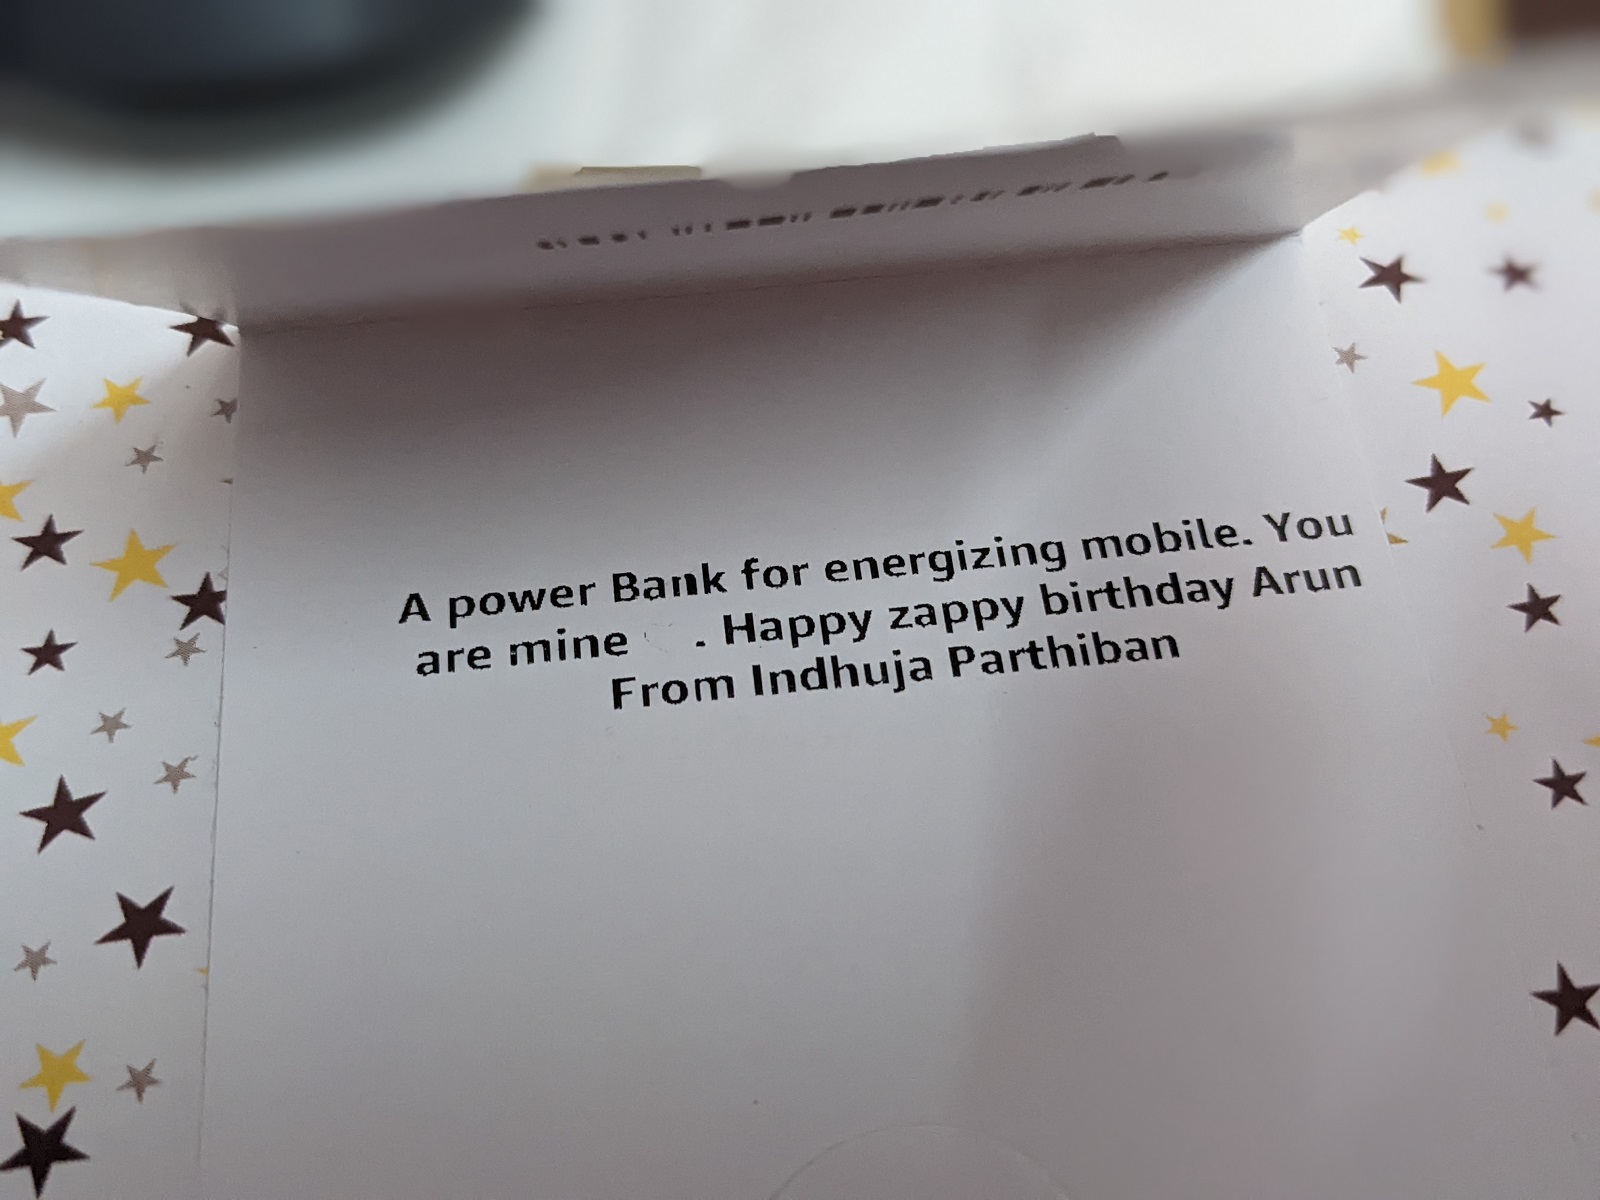 A power Bank for energizing mobile. You
are mine . Happy zappy birthday Arun
From Indhuja Parthiban